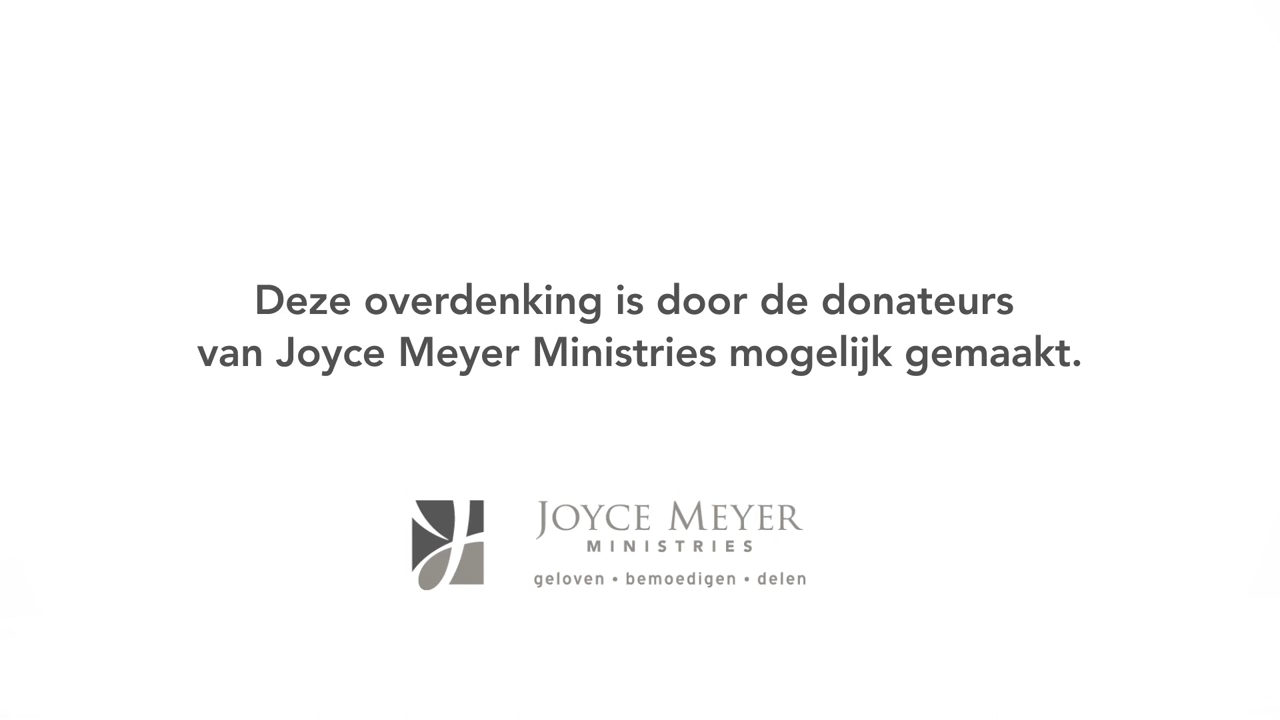 Deze overdenking is door de donateurs
van Joyce Meyer Ministries mogelijk gemaakt.
JOYCE MEYER
MINISTRIES
geloven • bemoedigen • delen